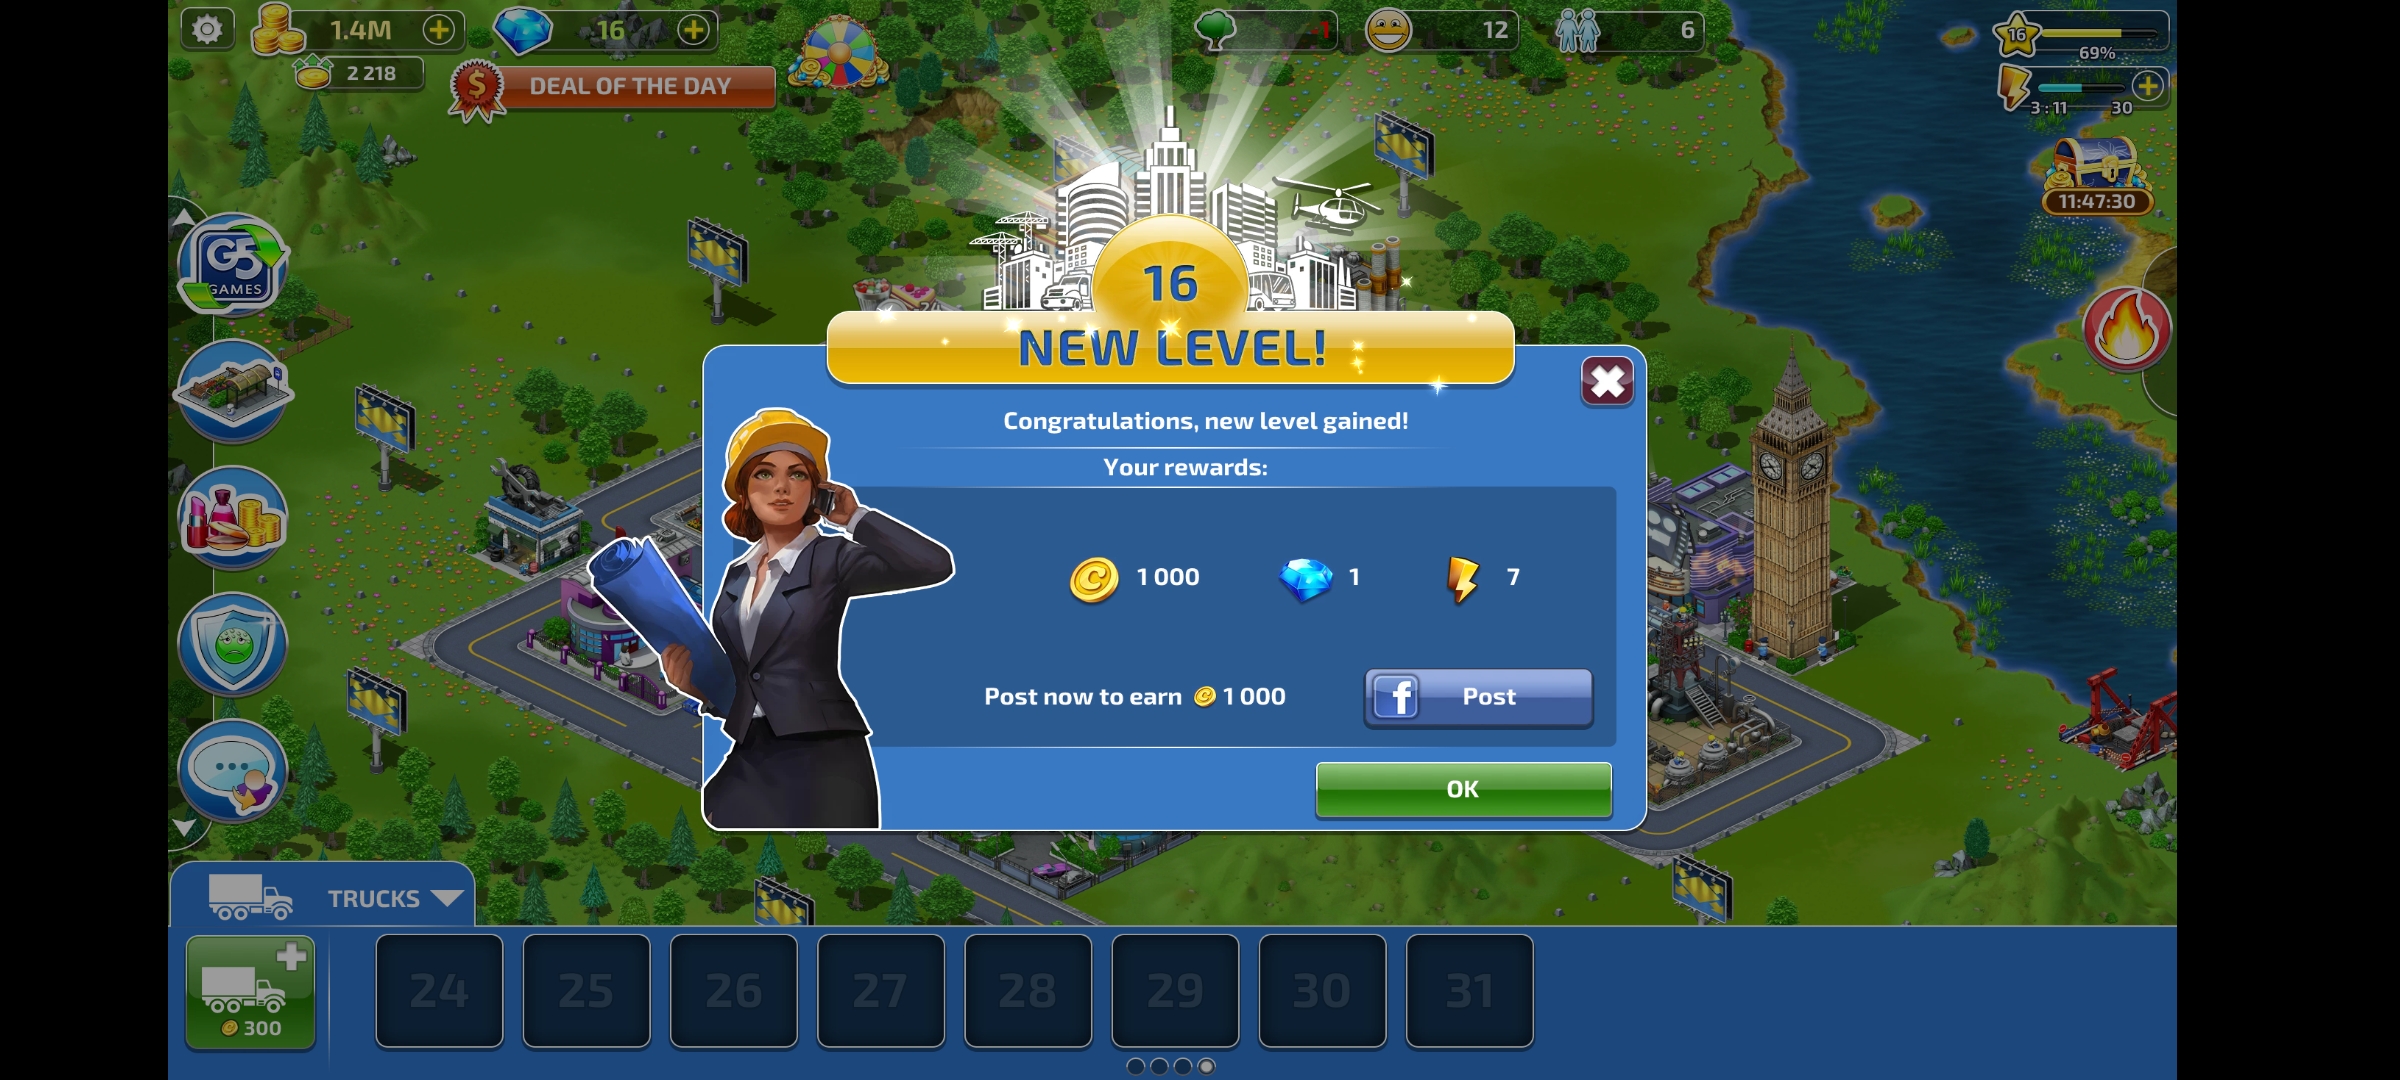 1.4M
16
-1
12
6
16
69%
2 218
DEAL OF THE DAY
3:11
30
11:47:30
G5
GAMES
16
NEW LEVEL!
Congratulations, new level gained!
Your rewards:
1 000
1
7
Post now to earn 1 000
f Post
OK
TRUCKS
300
24
25
26
27
28
29
30
31